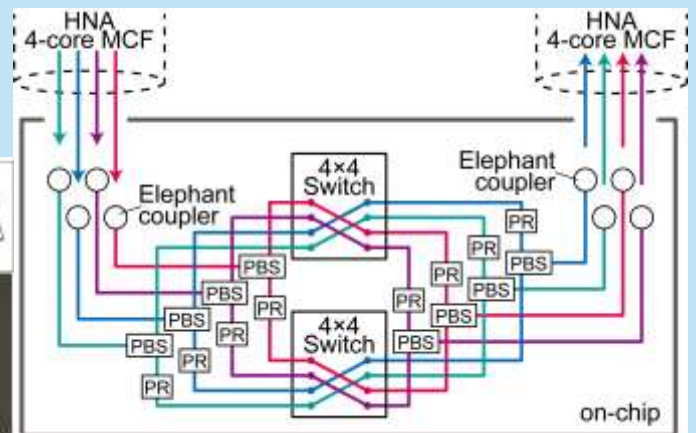 HNA
4-core MCF
HNA
4-core MCF
4×4
Switch
Elephant
coupler
Elephant
coupler
PR
PBS
PBS
PR
PBS
PR
PBS
PR
PBS
PR
PBS
4×4
Switch
PR
PBS
PR
PBS
PR
PR
on-chip